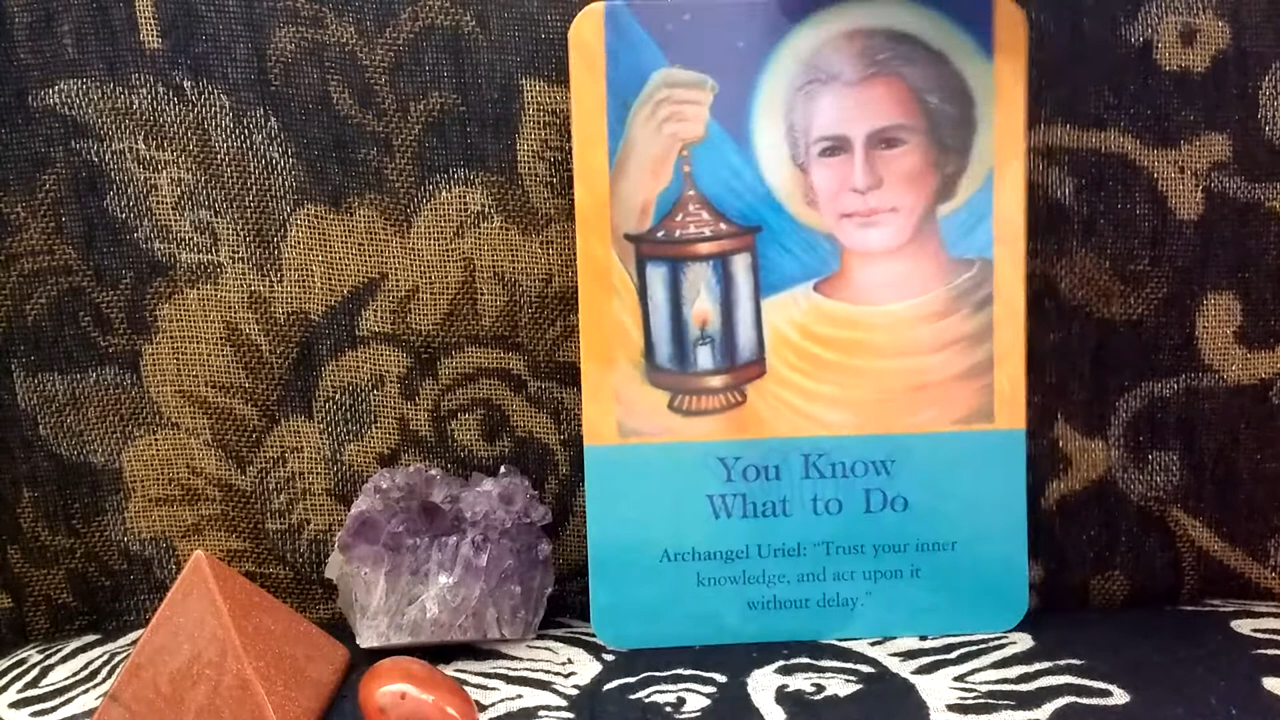 You Know
What to Do
Archangel Uriel: “Trust your inner
knowledge, and act upon it
without delay.”